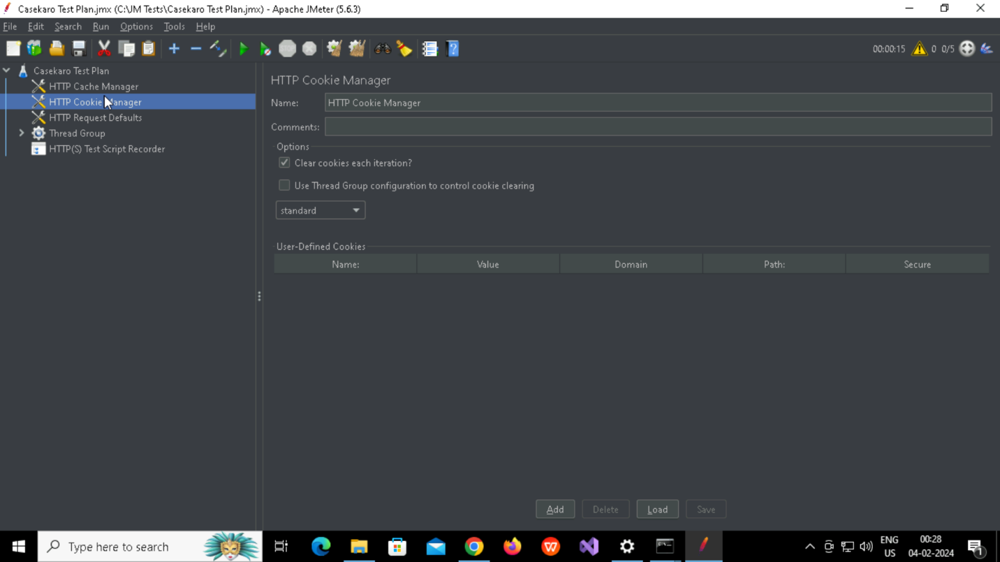 Casekaro Test Plan.jmx (C:\JM Tests\Casekaro Test Plan.jmx) - Apache JMeter (5.6.3)
File Edit Search Run Options Tools Help
STOP 00:00:15 0 0/5
Casekaro Test Plan
HTTP Cache Manager
HTTP Cookie Manager
HTTP Request Defaults
Thread Group
HTTP(S) Test Script Recorder
HTTP Cookie Manager
Name: HTTP Cookie Manager
Comments:
Options
Clear cookies each iteration?
Use Thread Group configuration to control cookie clearing
standard
User-Defined Cookies
Name: Value Domain Path: Secure
Add Delete Load Save
Type here to search
ENG
US
00:28
04-02-2024
1